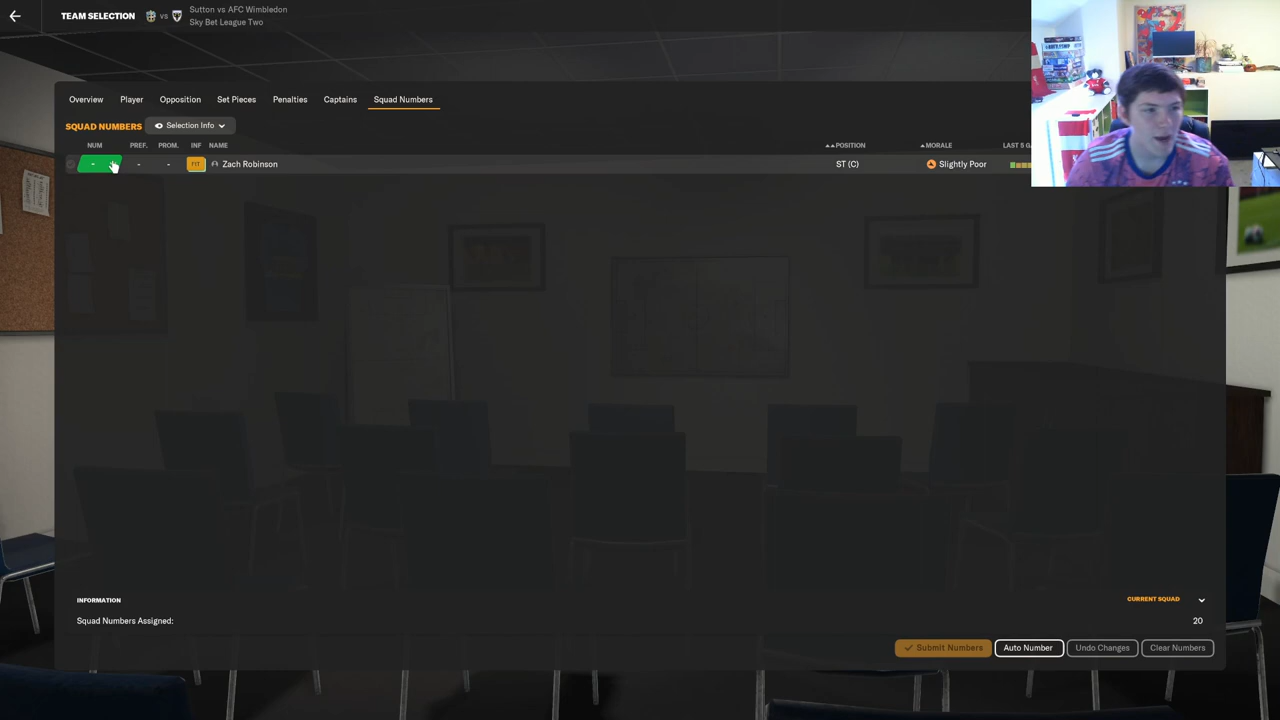 TEAM SELECTION
vs
Sutton vs AFC Wimbledon
Sky Bet League Two
Overview
Player
Opposition
Set Pieces
Penalties
Captains
Squad Numbers
SQUAD NUMBERS
Selection Info
NUM PREF. PROM. INF NAME POSITION MORALE LAST 5 GA
- - - FIT Zach Robinson ST (C) Slightly Poor
INFORMATION
CURRENT SQUAD
Squad Numbers Assigned: 20
Submit Numbers
Auto Number
Undo Changes
Clear Numbers